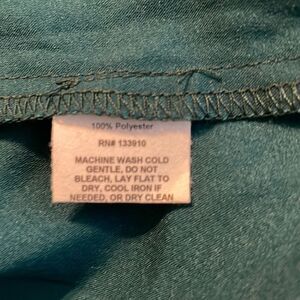 100% Polyester
RN# 133910
MACHINE WASH COLD
GENTLE, DO NOT
BLEACH, LAY FLAT TO
DRY, COOL IRON IF
NEEDED, OR DRY CLEAN